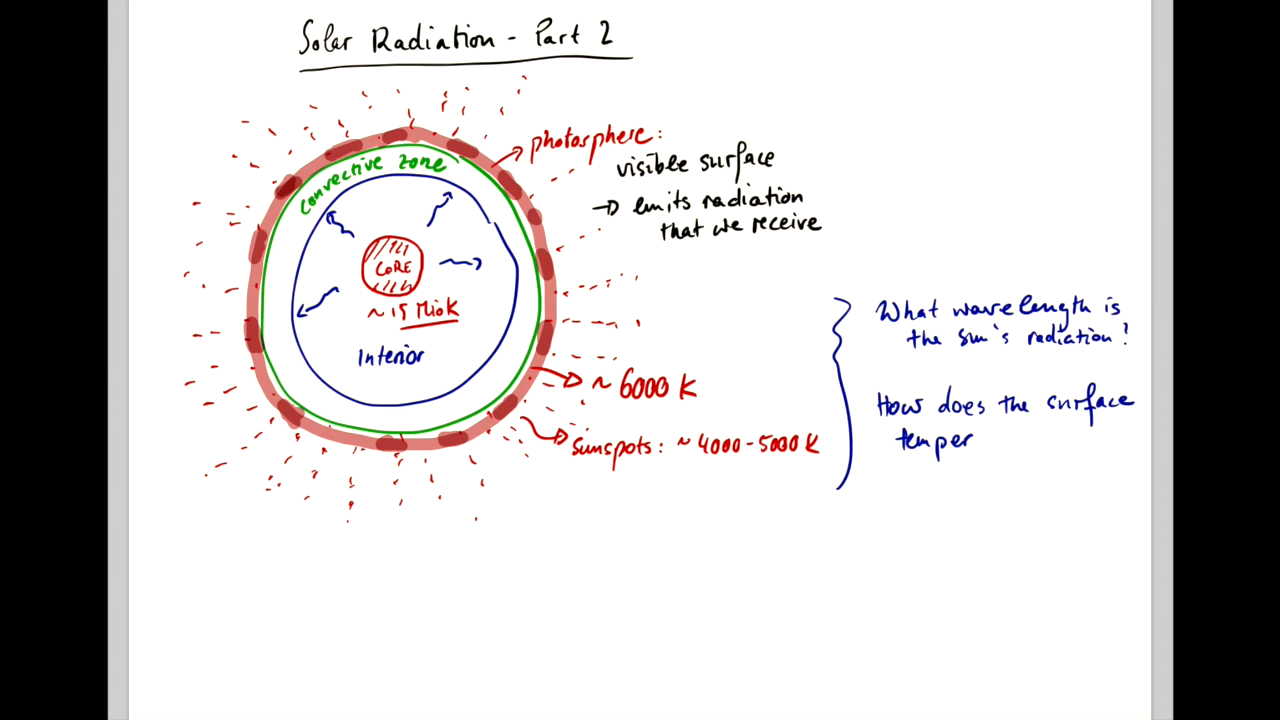 Solar Radiation - Part 2
photosphere:
visible surface
→ emits radiation
that we receive
convective zone
CORE
~ 15 Mio K
Interior
~ 6000 K
sunspots: ~ 4000 - 5000 K
What wavelength is
the sun's radiation?
How does the surface
temper